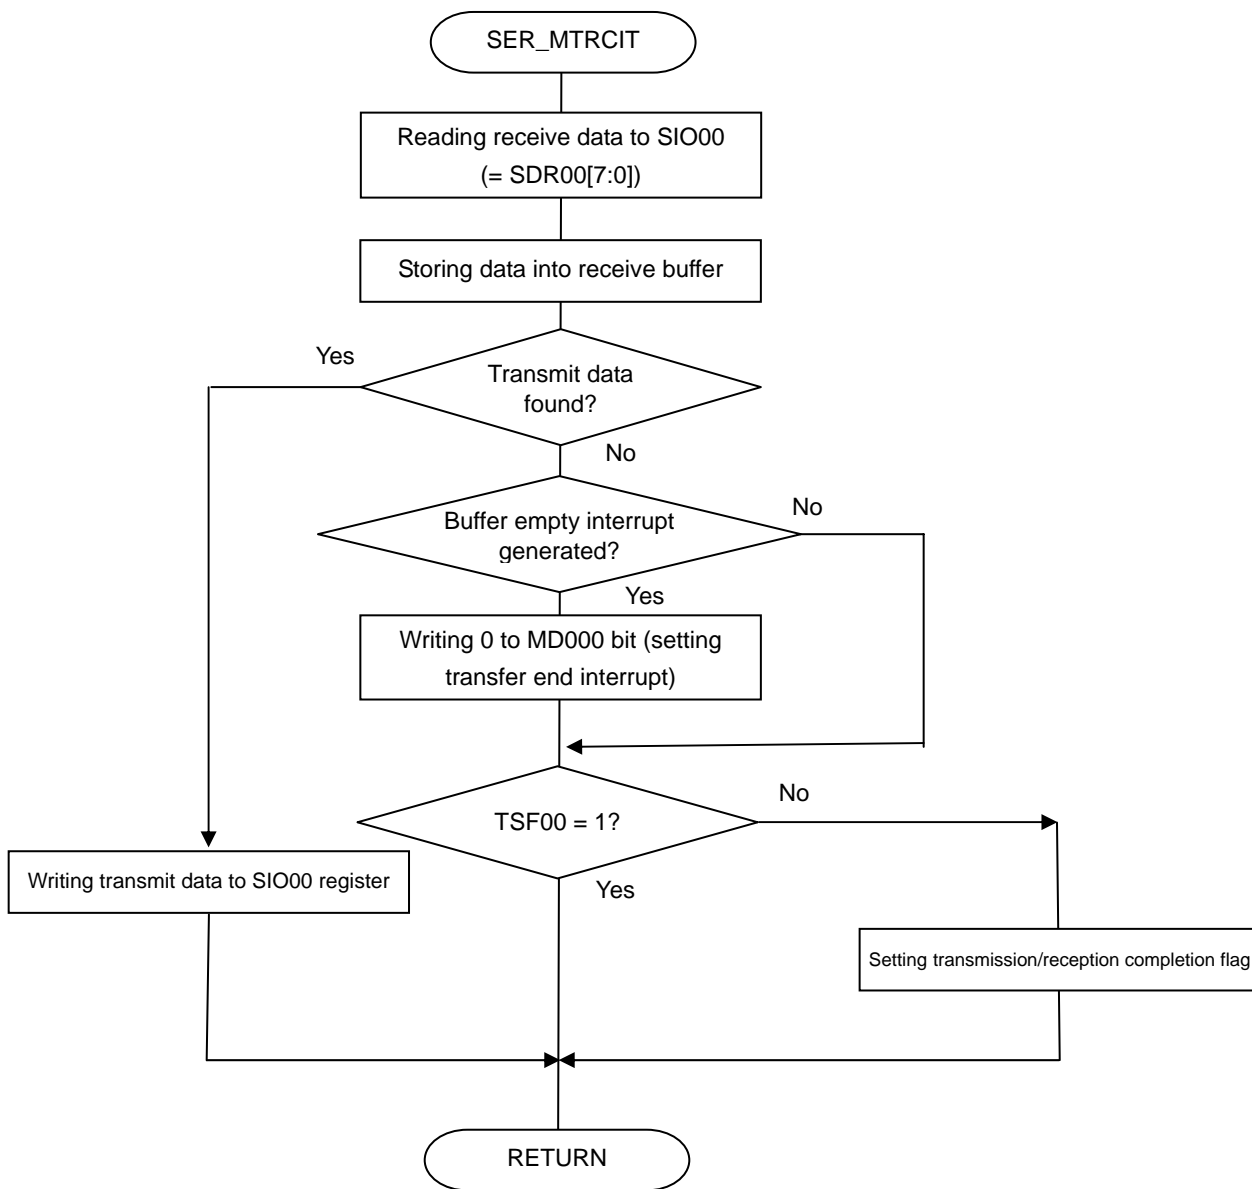 SER_MTRCIT
Reading receive data to SIO00
(= SDR00[7:0])
Storing data into receive buffer
Yes
Transmit data
found?
No
Buffer empty interrupt
generated?
No
Yes
Writing 0 to MD000 bit (setting
transfer end interrupt)
TSF00 = 1?
No
Yes
Writing transmit data to SIO00 register
Setting transmission/reception completion flag
RETURN